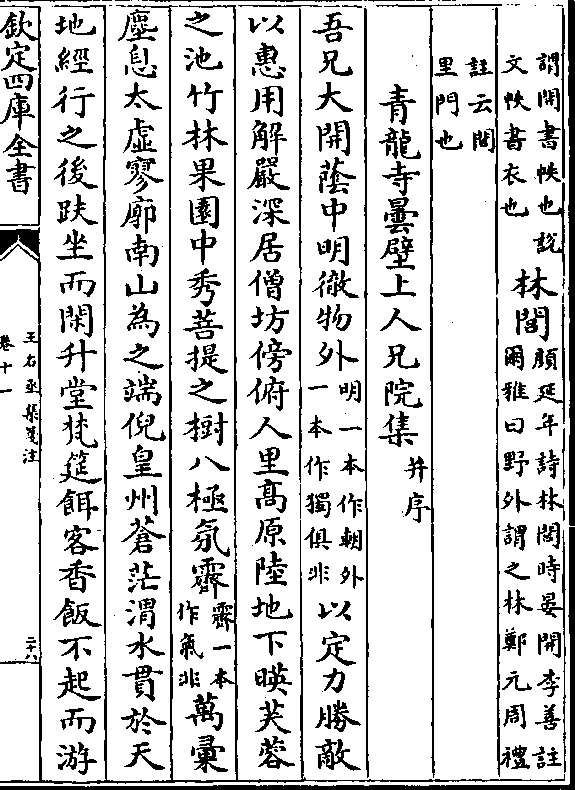 謂開書帙也說
文帙書衣也
林閭
顏延年詩林閭時晏開李善註
爾雅曰野外謂之林鄭元周禮
註云閭
里門也
青龍寺曇壁上人兄院集
并序
吾兄大開蔭中明徹物外
明一本作朝外
一本作獨俱非
以定力勝敵
以惠用解嚴深居僧坊傍俯人里髙原陸地下暎芙蓉
之池竹林果園中秀菩提之樹八極氛霽
霽一本
作氣非
萬彚
塵息太虛寥廓南山為之端倪皇州蒼茫渭水貫於天
地經行之後趺坐而閑升堂梵筵餌客香飯不起而游
欽定四庫全書
王右丞集箋注
卷十一
二十八